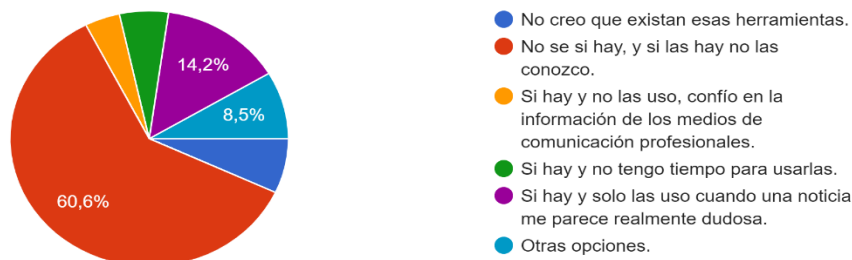 14,2%
8,5%
60,6%
No creo que existan esas herramientas.
No se si hay, y si las hay no las
conozco.
Si hay y no las uso, confío en la
información de los medios de
comunicación profesionales.
Si hay y no tengo tiempo para usarlas.
Si hay y solo las uso cuando una noticia
me parece realmente dudosa.
Otras opciones.